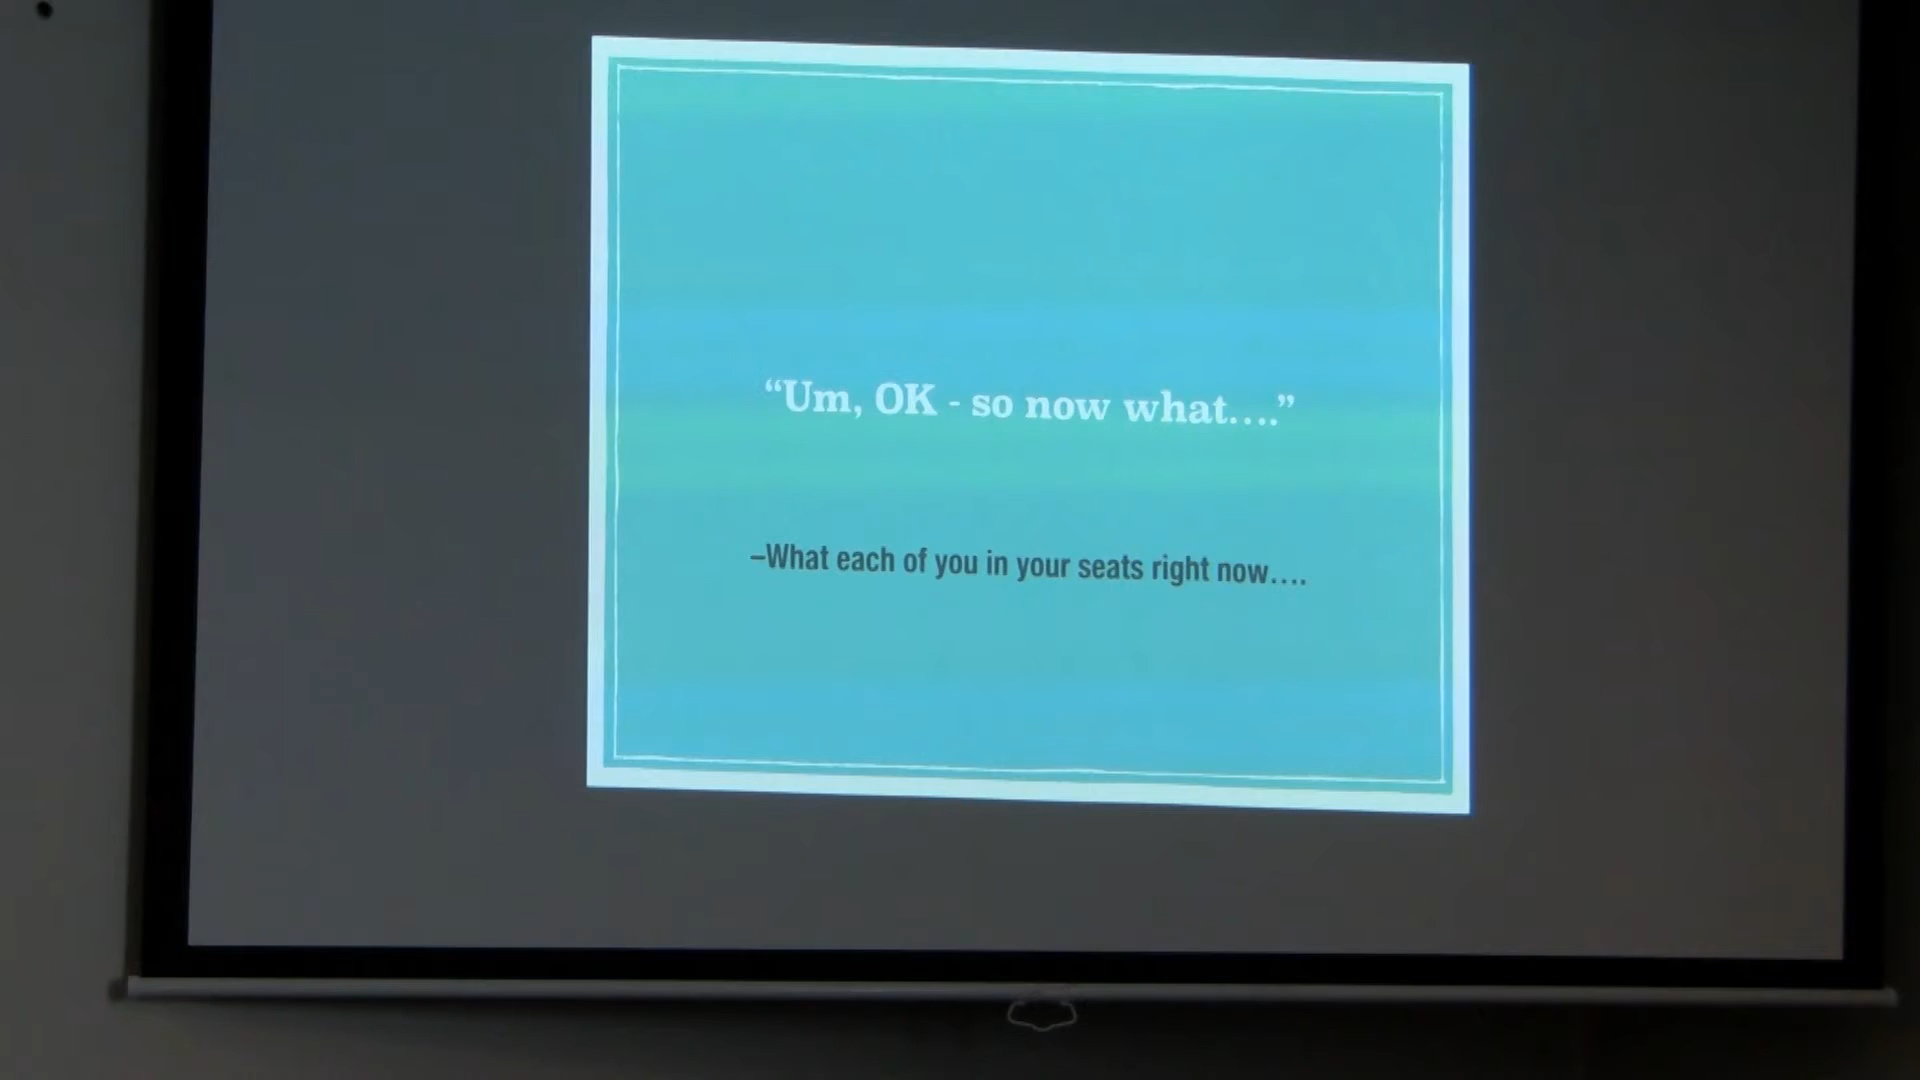 “Um, OK - so now what….”
–What each of you in your seats right now….